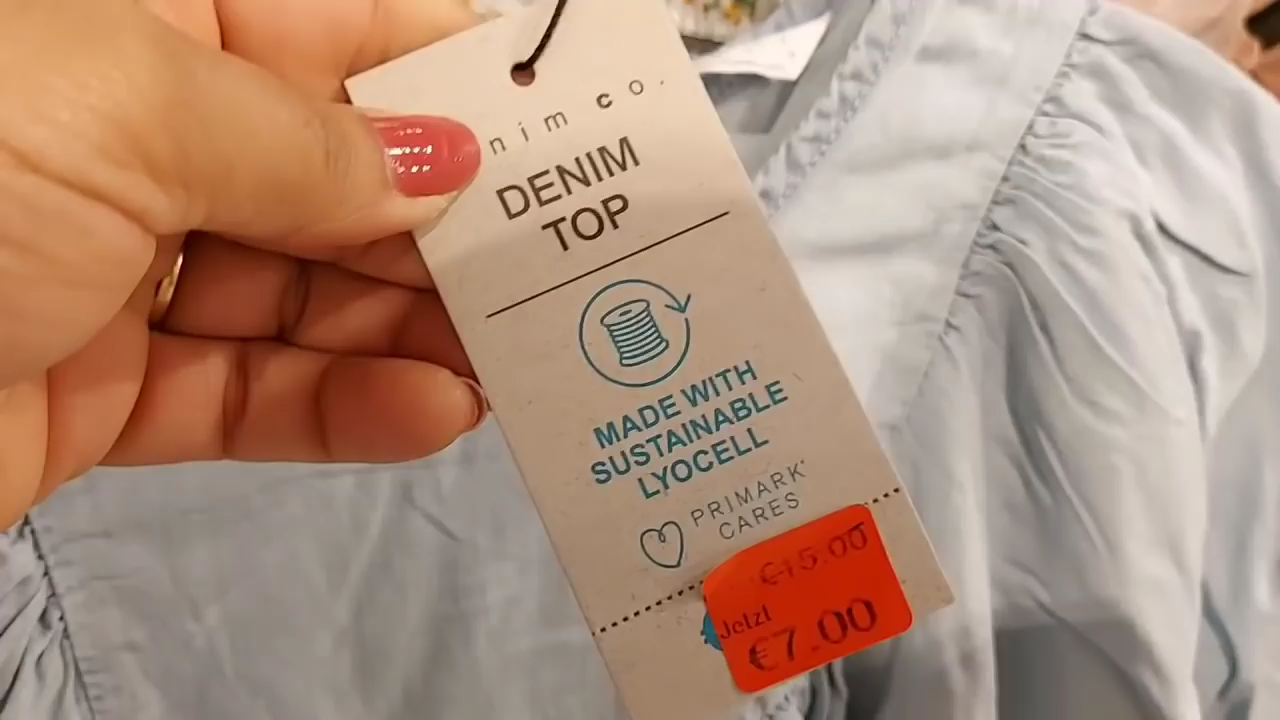 nim co.
DENIM
TOP
MADE WITH
SUSTAINABLE
LYOCELL
PRIMARK
CARES
€15.00
Jetzt
€7.00